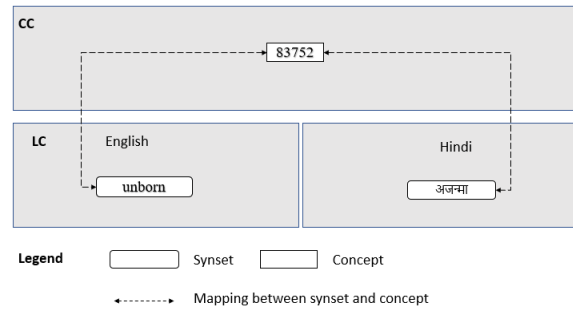 CC
83752
LC
English
Hindi
unborn
अजन्मा
Legend
Synset
Concept
Mapping between synset and concept